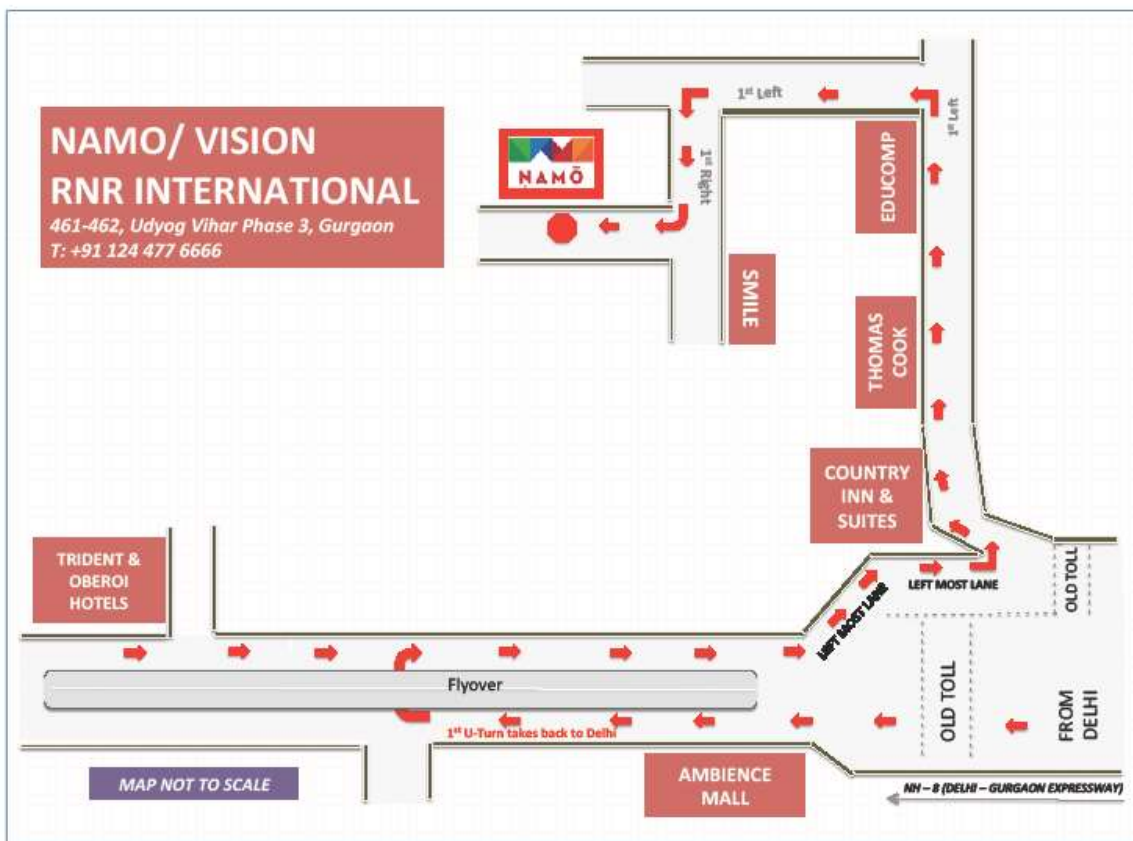 NAMO/ VISION
RNR INTERNATIONAL
461-462, Udyog Vihar Phase 3, Gurgaon
T: +91 124 477 6666
NAMŌ
1st Left
1st Left
1st Right
EDUCOMP
SMILE
THOMAS
COOK
COUNTRY
INN &
SUITES
TRIDENT &
OBEROI
HOTELS
LEFT MOST LANE
LEFT MOST LANE
OLD TOLL
Flyover
OLD TOLL
FROM
DELHI
1st U-Turn takes back to Delhi
MAP NOT TO SCALE
AMBIENCE
MALL
NH – 8 (DELHI – GURGAON EXPRESSWAY)